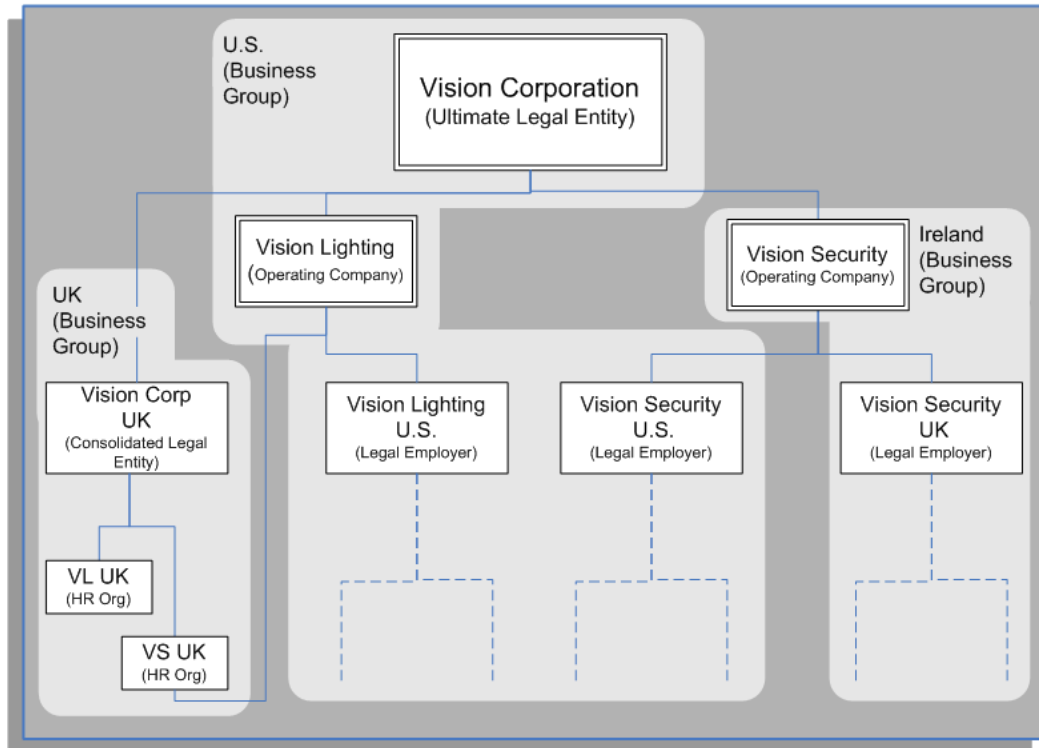 U.S.
(Business
Group)
Vision Corporation
(Ultimate Legal Entity)
Vision Lighting
(Operating Company)
Vision Security
(Operating Company)
Ireland
(Business
Group)
UK
(Business
Group)
Vision Corp
UK
(Consolidated Legal
Entity)
Vision Lighting
U.S.
(Legal Employer)
Vision Security
U.S.
(Legal Employer)
Vision Security
UK
(Legal Employer)
VL UK
(HR Org)
VS UK
(HR Org)